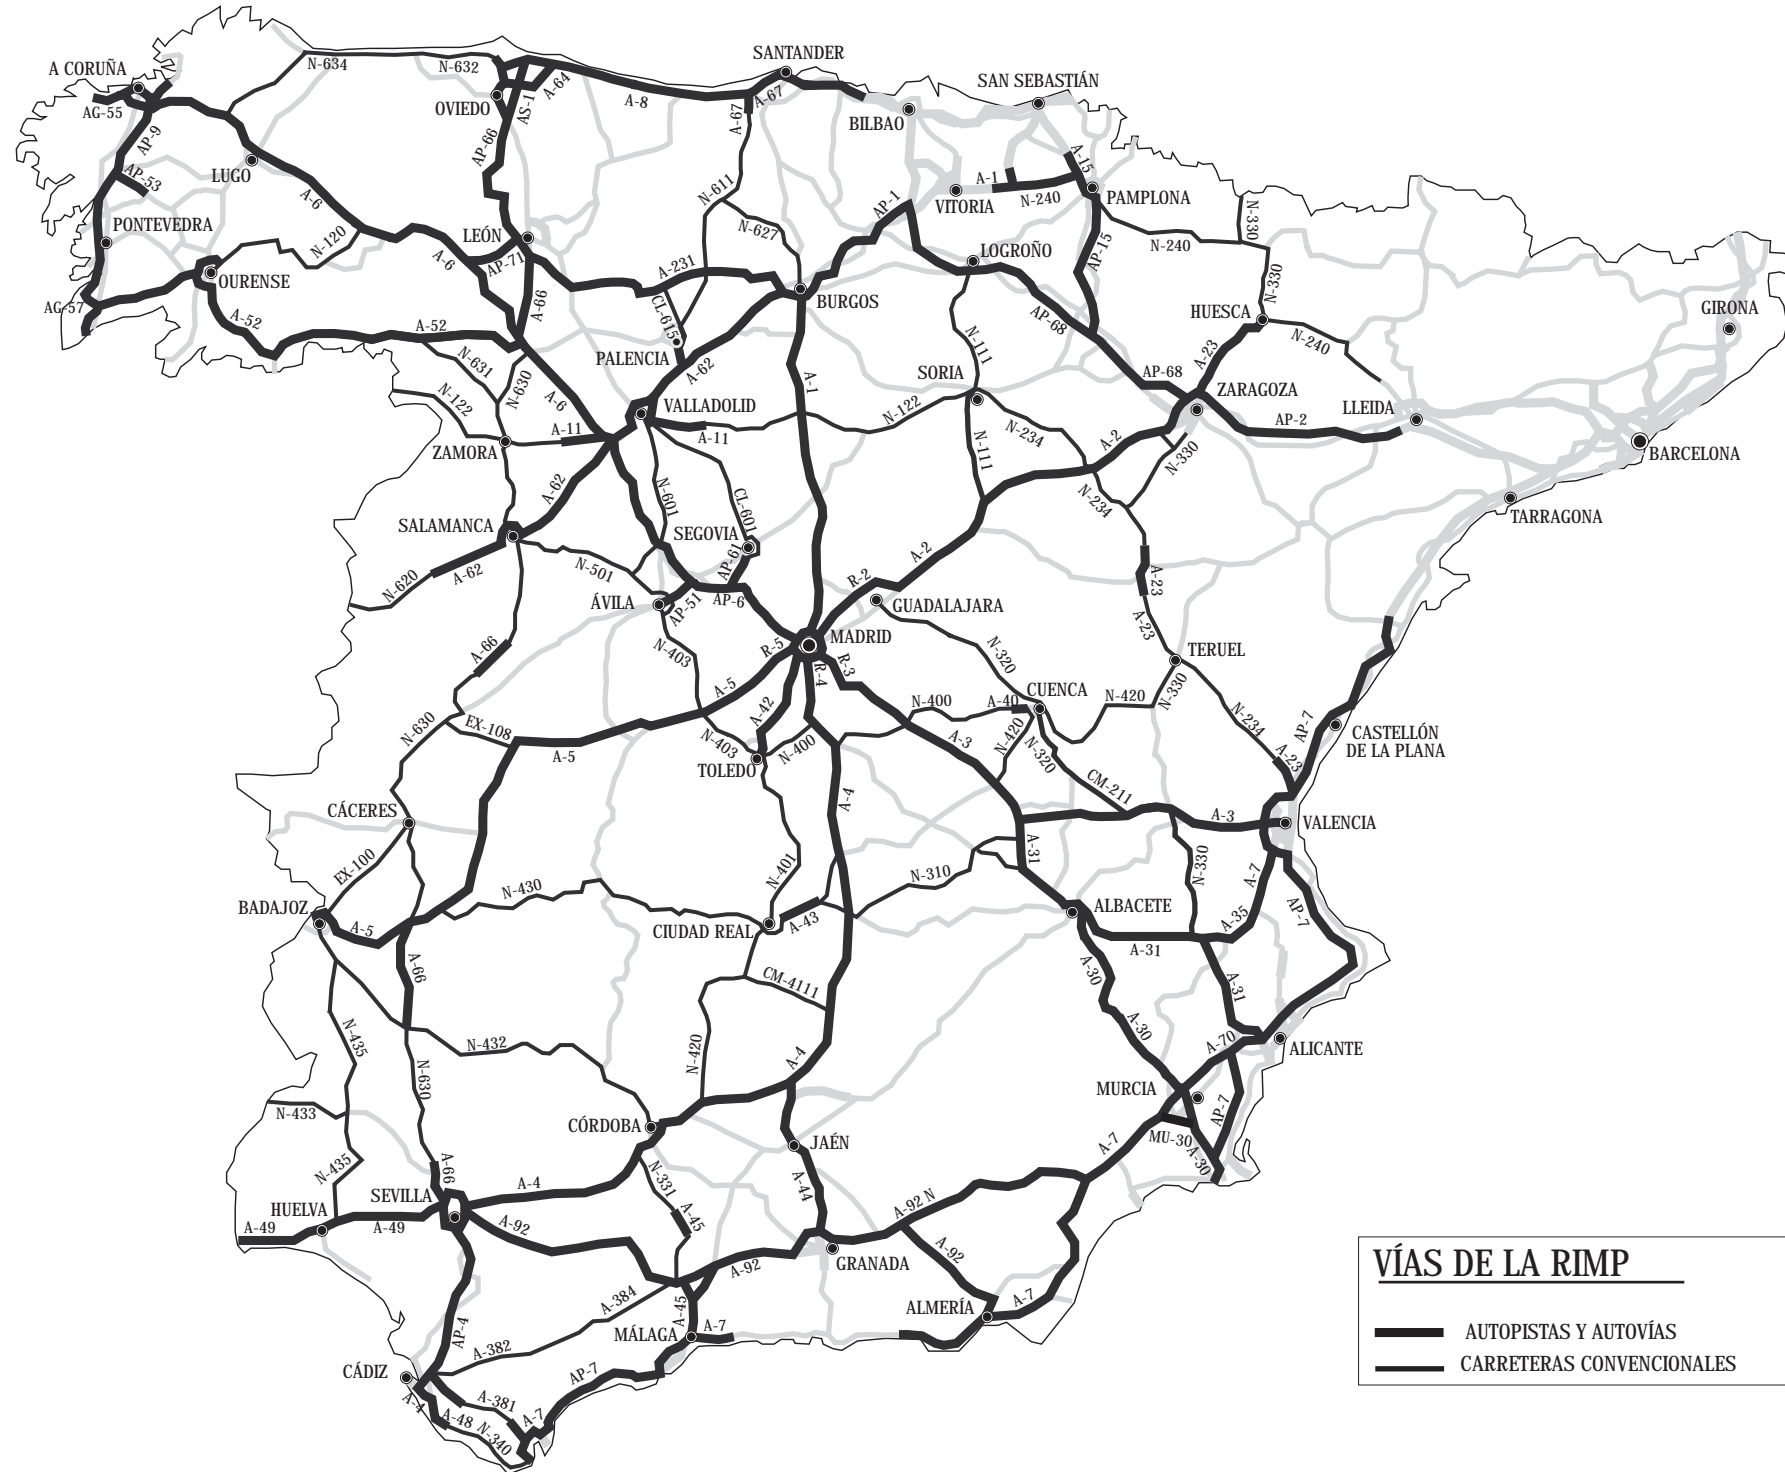 SANTANDER
A CORUÑA
N-634
N-632
SAN SEBASTIÁN
A-64
A-8
A-67
A-67
AG-55
OVIEDO
AS-1
BILBAO
AP-9
AP-66
A-15
LUGO
AP-53
A-6
N-611
AP-1
A-1
VITORIA
N-240
PAMPLONA
PONTEVEDRA
N-120
LEÓN
N-627
N-330
A-6
AP-71
A-231
LOGROÑO
AP-15
N-240
OURENSE
N-330
AG-57
A-66
CL-615
BURGOS
HUESCA
GIRONA
A-52
A-52
AP-68
N-240
PALENCIA
N-631
A-62
N-111
A-23
N-630
A-1
SORIA
AP-68
ZARAGOZA
N-122
A-6
VALLADOLID
N-122
LLEIDA
A-11
A-11
N-234
A-2
AP-2
ZAMORA
N-111
N-330
BARCELONA
A-62
N-601
CL-601
N-234
SALAMANCA
SEGOVIA
TARRAGONA
N-620
A-62
N-501
AP-61
A-2
R-2
A-23
ÁVILA
AP-51
AP-6
GUADALAJARA
A-23
A-66
N-403
R-5
MADRID
R-3
R-4
N-320
TERUEL
A-5
A-42
N-400
A-40
CUENCA
N-420
N-330
N-630
EX-108
N-403
N-400
A-3
N-420
N-320
N-234
AP-7
CASTELLÓN
DE LA PLANA
A-5
TOLEDO
A-23
A-4
CM-211
CÁCERES
A-3
VALENCIA
EX-100
N-401
A-31
N-330
A-7
N-430
N-310
BADAJOZ
ALBACETE
A-35
AP-7
A-5
CIUDAD REAL
A-43
A-31
A-66
CM-4111
A-30
A-31
N-435
N-432
N-420
A-4
A-30
A-70
ALICANTE
N-630
MURCIA
AP-7
N-433
CÓRDOBA
JAÉN
MU-30
A-7
A-30
N-435
A-66
N-331
A-44
SEVILLA
A-4
A-92 N
HUELVA
A-49
A-49
A-92
A-45
A-92
A-92
GRANADA
A-384
A-45
ALMERÍA
A-7
AP-4
MÁLAGA
A-7
A-382
CÁDIZ
AP-7
A-4
A-381
A-48
A-7
N-340
VÍAS DE LA RIMP
AUTOPISTAS Y AUTOVÍAS
CARRETERAS CONVENCIONALES